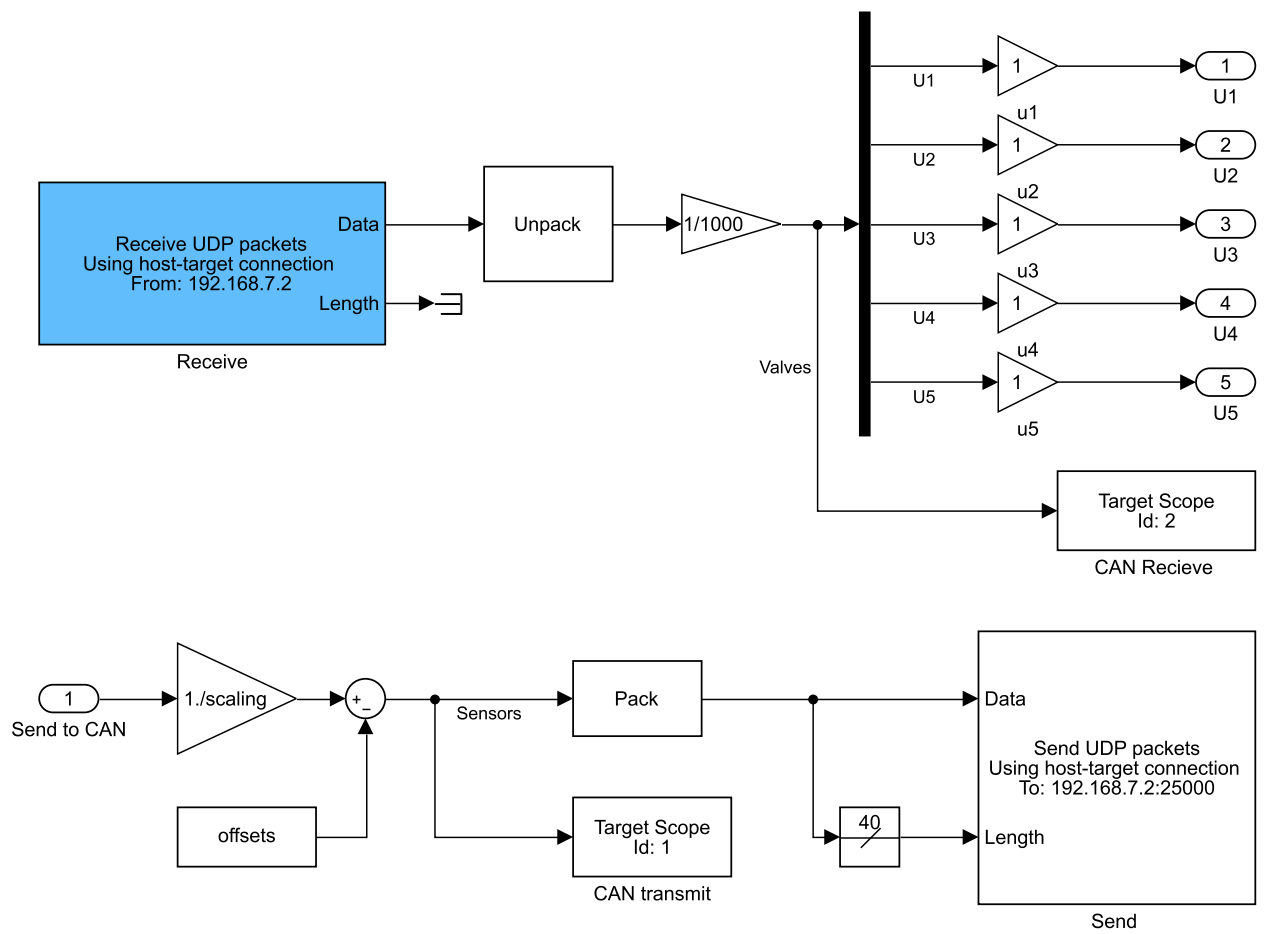 Receive UDP packets
Using host-target connection
From: 192.168.7.2
Data
Length
Receive
Unpack
1/1000
Valves
U1
1
u1
1
U1
U2
1
u2
2
U2
U3
1
u3
3
U3
U4
1
u4
4
U4
U5
1
u5
5
U5
Target Scope
Id: 2
CAN Recieve
1
Send to CAN
1./scaling
+
−
offsets
Sensors
Target Scope
Id: 1
CAN transmit
Pack
40
Data
Send UDP packets
Using host-target connection
To: 192.168.7.2:25000
Length
Send